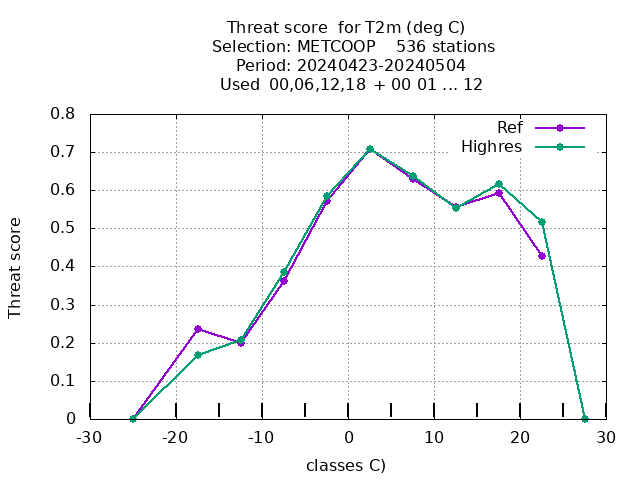 Threat score  for T2m (deg C)
Selection: METCOOP    536 stations
Period: 20240423-20240504
Used  00,06,12,18  + 00 01 ... 12
Ref
Highres
0.8
0.7
0.6
0.5
0.4
0.3
0.2
0.1
0
Threat score
-30 -20 -10 0 10 20 30
classes C)